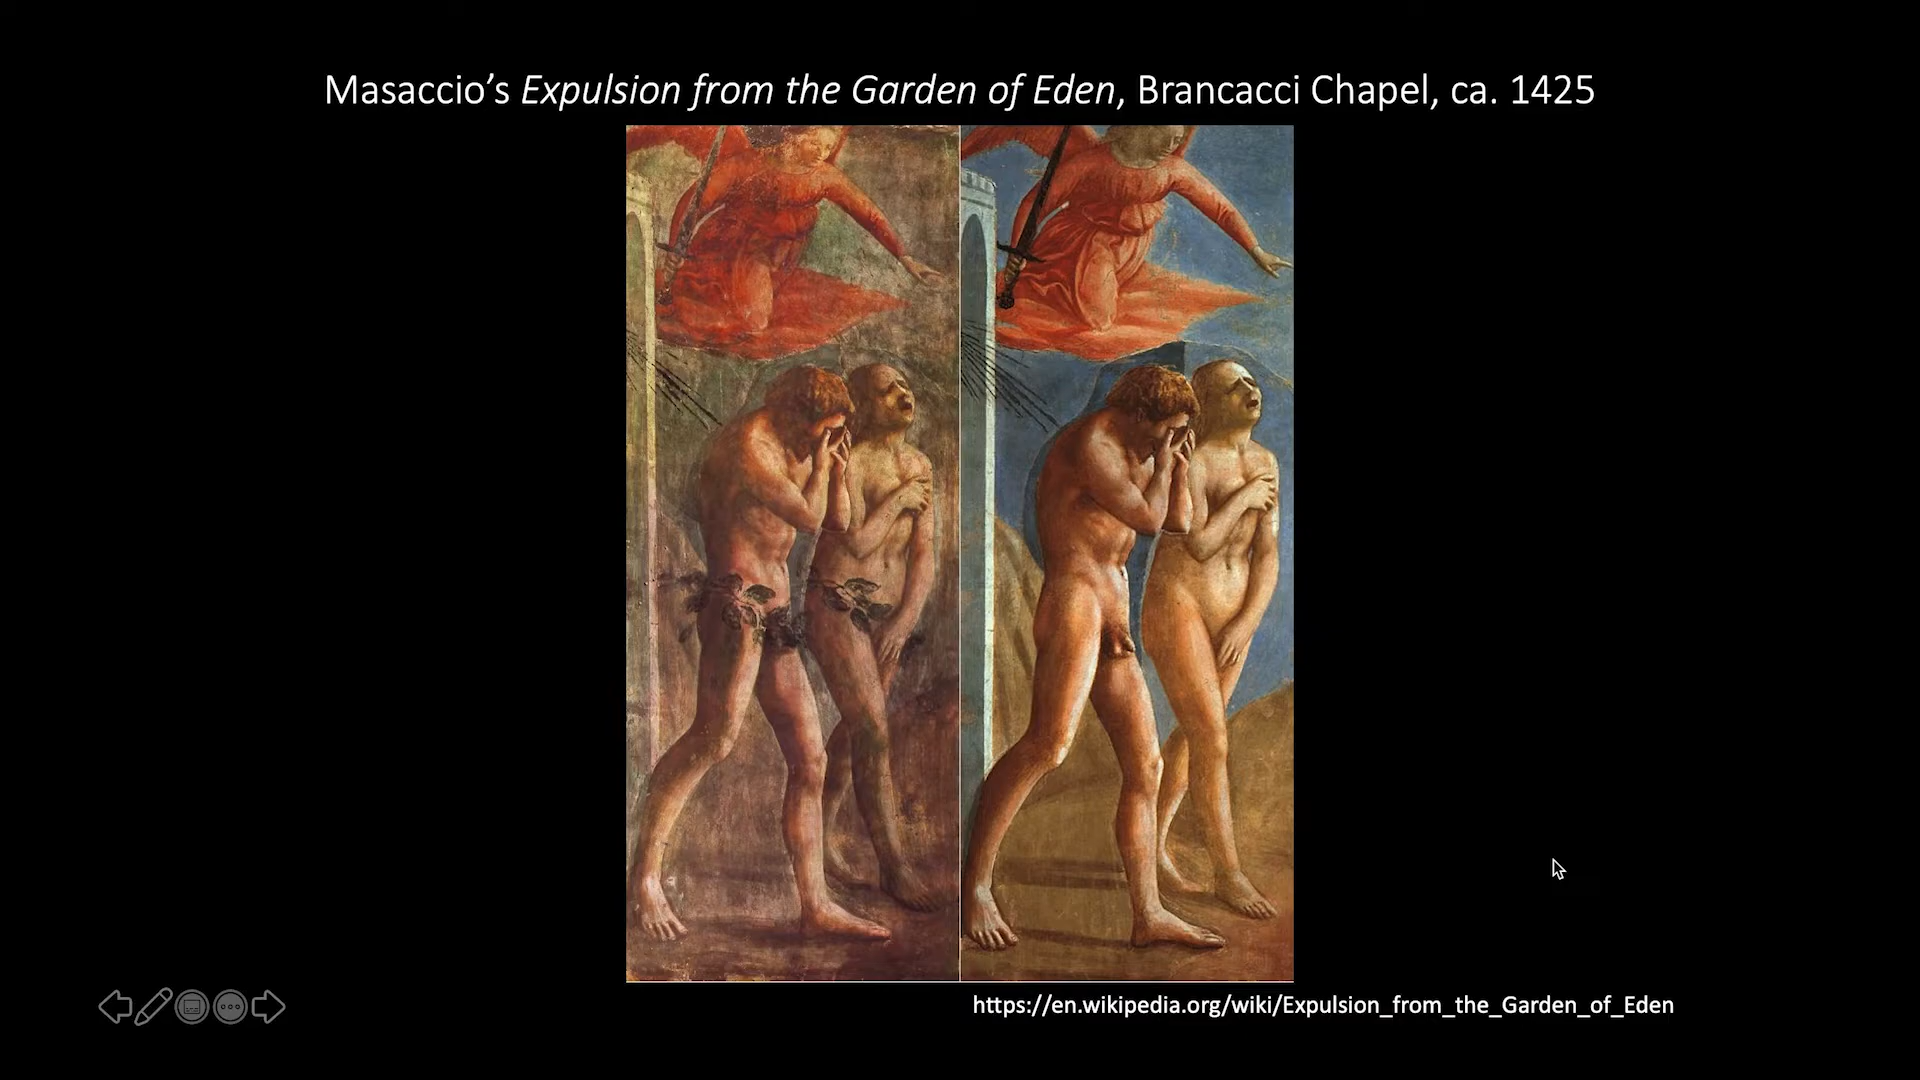 Masaccio’s Expulsion from the Garden of Eden, Brancacci Chapel, ca. 1425
https://en.wikipedia.org/wiki/Expulsion_from_the_Garden_of_Eden